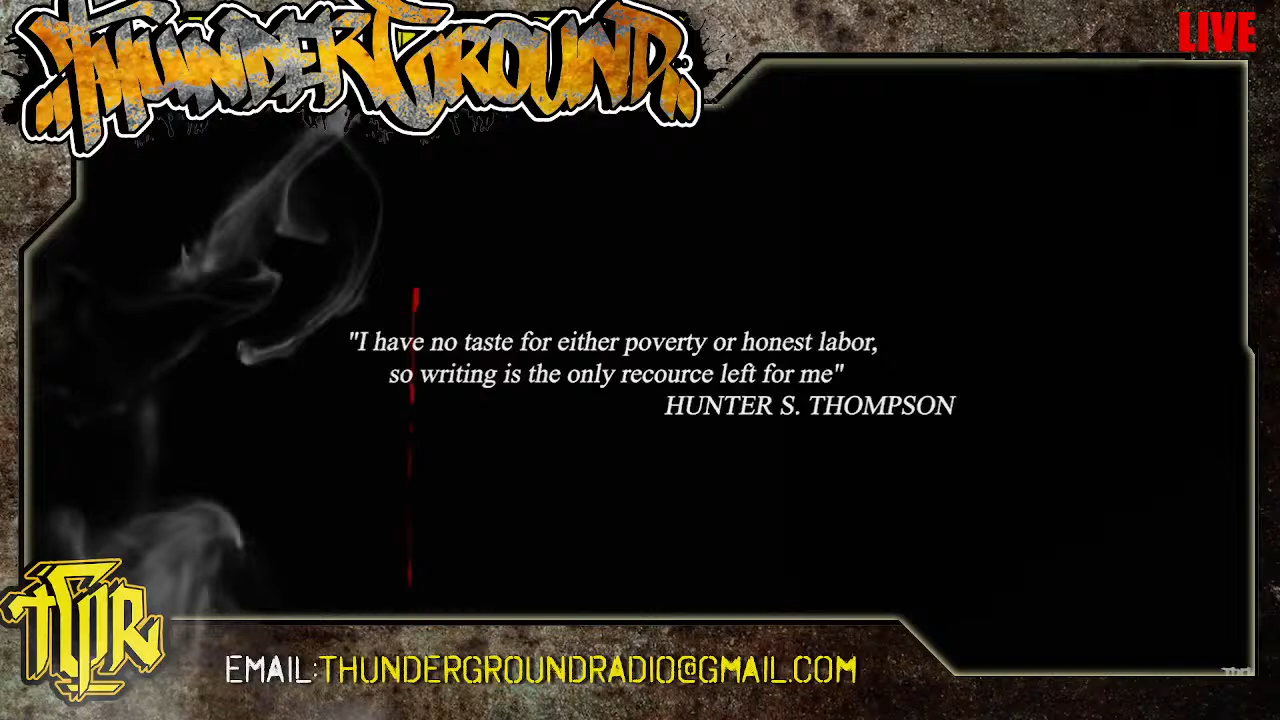 THUNDERGROUND
LIVE
"I have no taste for either poverty or honest labor,
so writing is the only recource left for me"
HUNTER S. THOMPSON
TGR
EMAIL:THUNDERGROUNDRADIO@GMAIL.COM